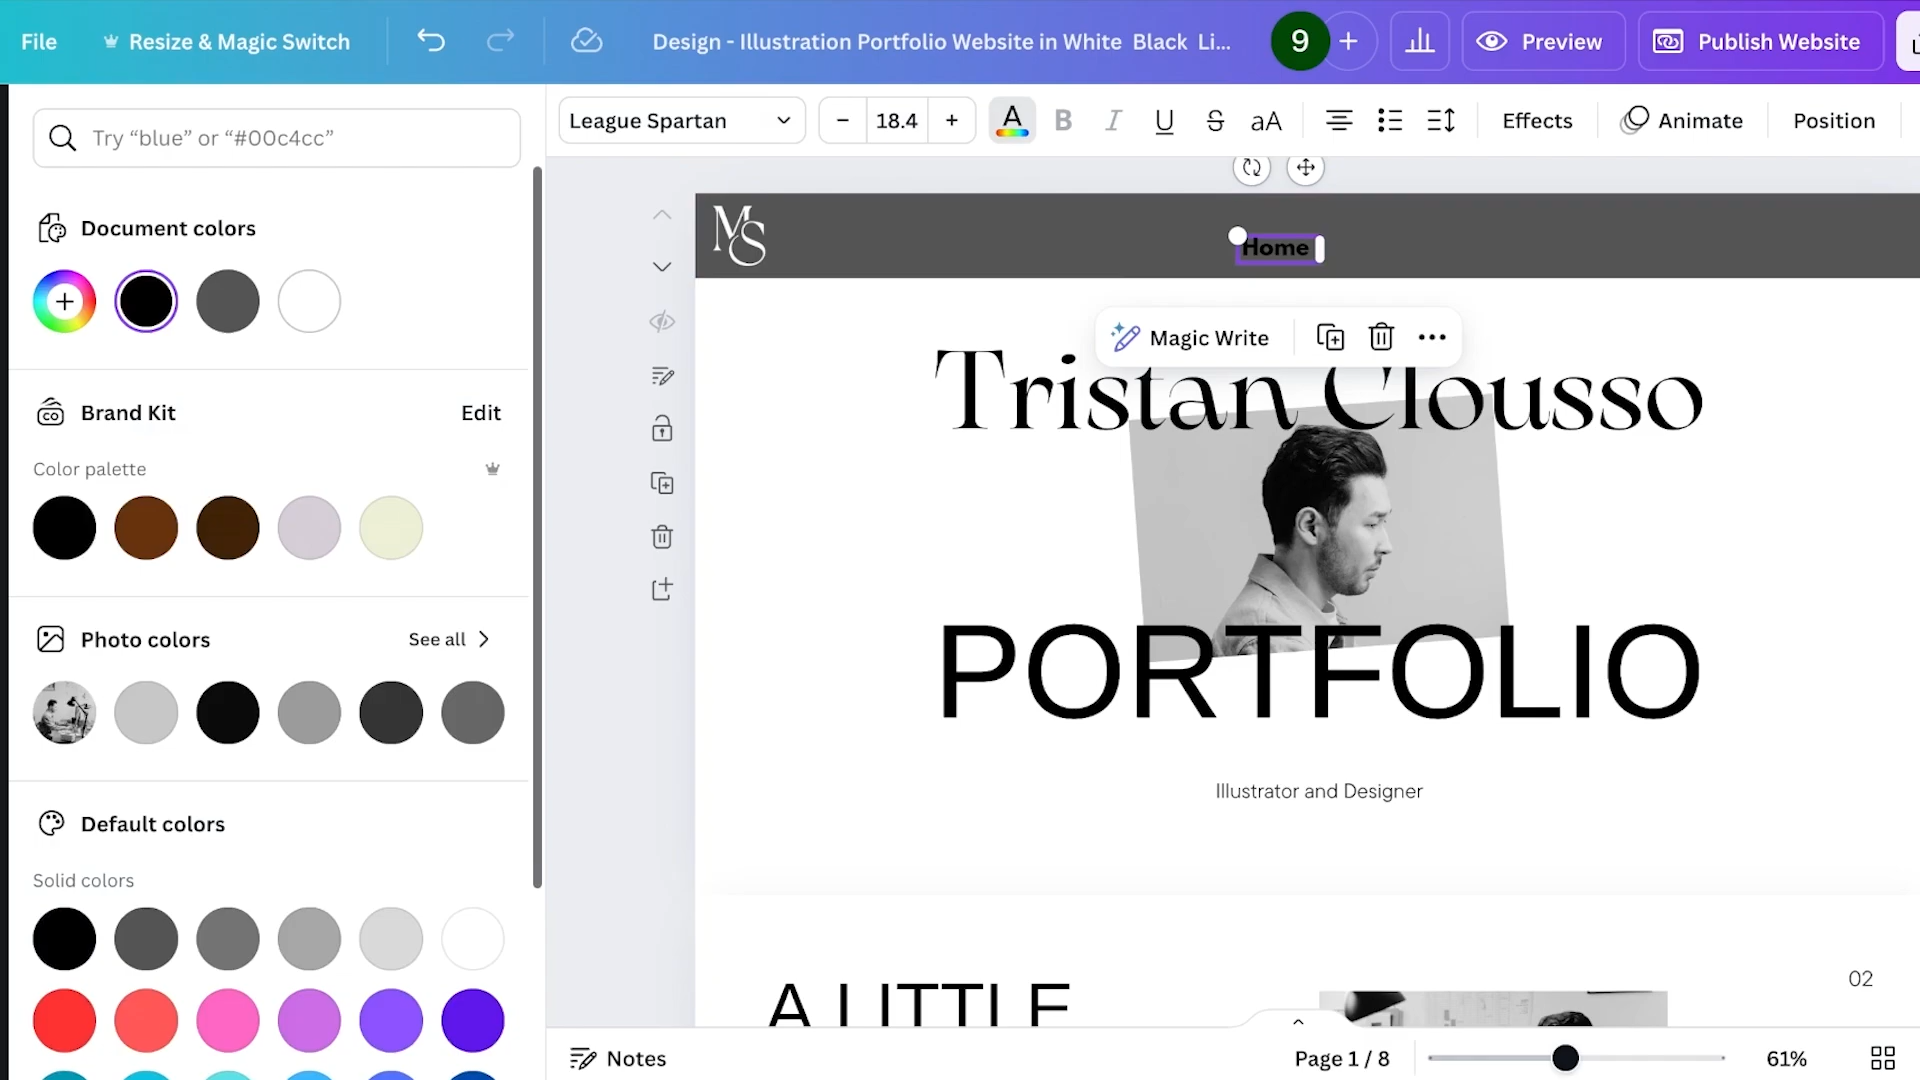 File
Resize & Magic Switch
Design - Illustration Portfolio Website in White Black Li...
9
Preview
Publish Website
Try “blue” or “#00c4cc”
League Spartan
18.4
A
B
I
U
S
aA
Effects
Animate
Position
Document colors
MS
Home
Brand Kit
Edit
Color palette
Magic Write
Tristan Clousso
Photo colors
See all
PORTFOLIO
Illustrator and Designer
Default colors
Solid colors
02
A LITTLE
Notes
Page 1 / 8
61%